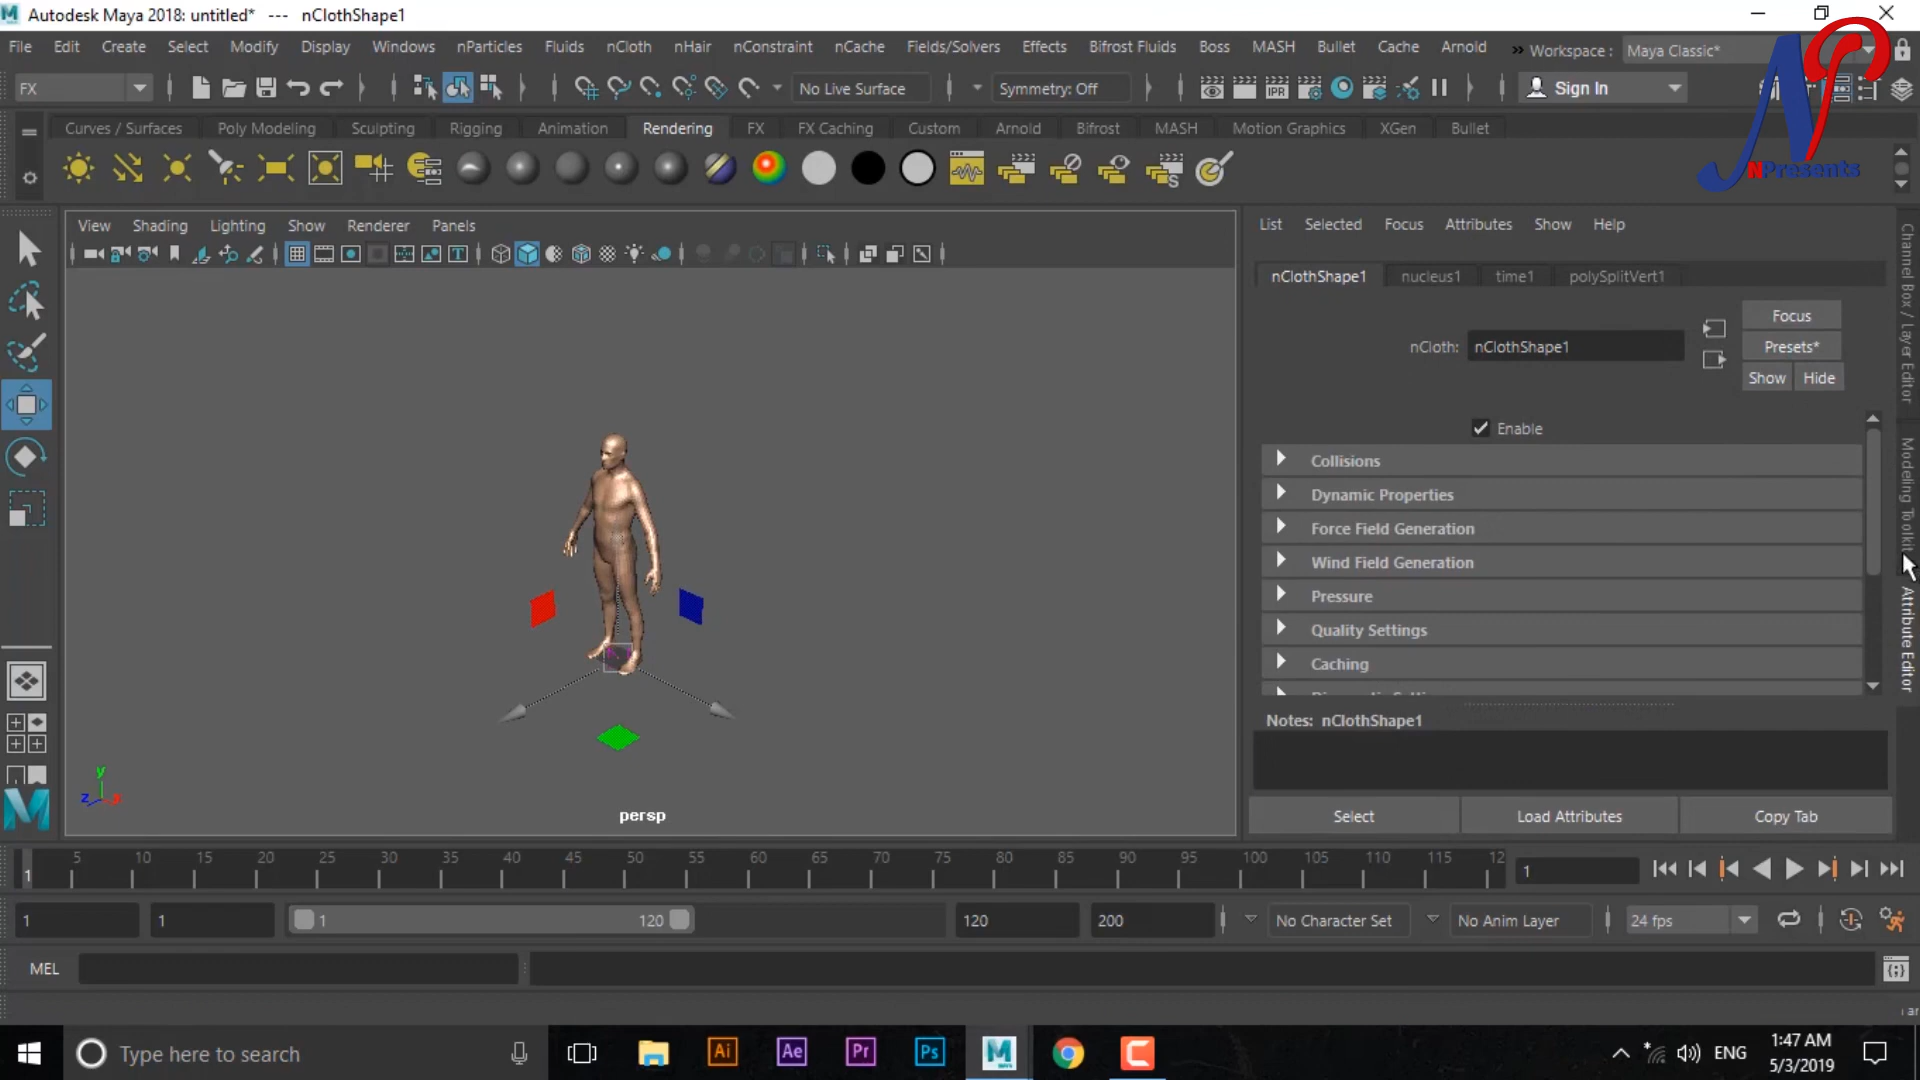 Autodesk Maya 2018: untitled*   ---   nClothShape1
File Edit Create Select Modify Display Windows nParticles Fluids nCloth nHair nConstraint nCache Fields/Solvers Effects Bifrost Fluids Boss MASH Bullet Cache Arnold » Workspace : Maya Classic*
FX No Live Surface Symmetry: Off IPR Sign In
NPresents
Curves / Surfaces Poly Modeling Sculpting Rigging Animation Rendering FX FX Caching Custom Arnold Bifrost MASH Motion Graphics XGen Bullet
View Shading Lighting Show Renderer Panels
List Selected Focus Attributes Show Help
nClothShape1 nucleus1 time1 polySplitVert1
nCloth: nClothShape1
Focus
Presets*
Show Hide
Enable
Collisions
Dynamic Properties
Force Field Generation
Wind Field Generation
Pressure
Quality Settings
Caching
Notes: nClothShape1
Select Load Attributes Copy Tab
Channel Box / Layer Editor
Modeling Toolkit
Attribute Editor
y
z x
persp
5 10 15 20 25 30 35 40 45 50 55 60 65 70 75 80 85 90 95 100 105 110 115 12
1 1
1 1 1 120 120 200 No Character Set No Anim Layer 24 fps
MEL
Type here to search Ai Ae Pr Ps M C ENG
1:47 AM
5/3/2019